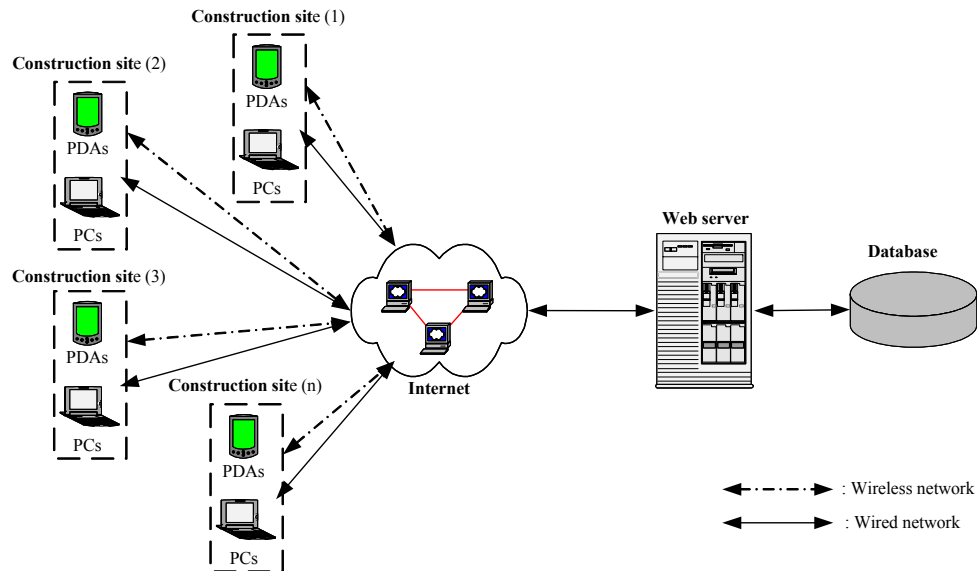 Construction site (1)
PDAs
PCs
Construction site (2)
PDAs
PCs
Construction site (3)
PDAs
PCs
Construction site (n)
PDAs
PCs
Internet
Web server
Database
: Wireless network
: Wired network